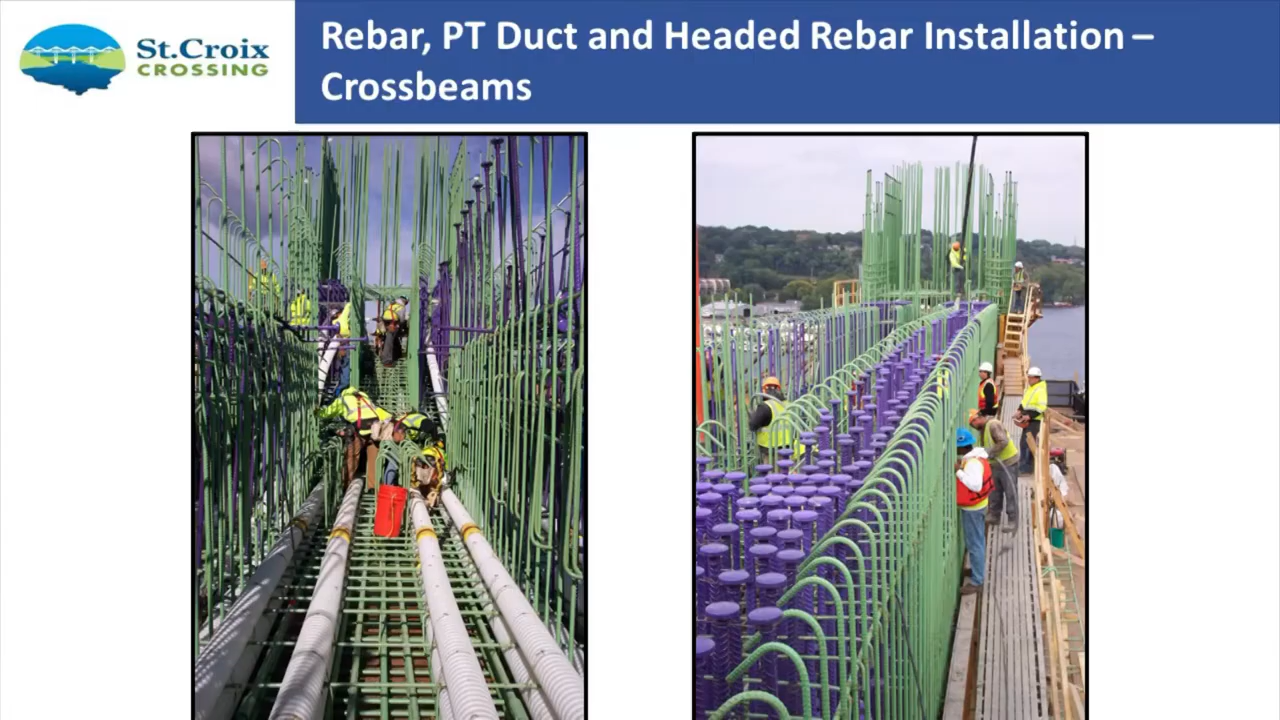 St.Croix
CROSSING
Rebar, PT Duct and Headed Rebar Installation –
Crossbeams